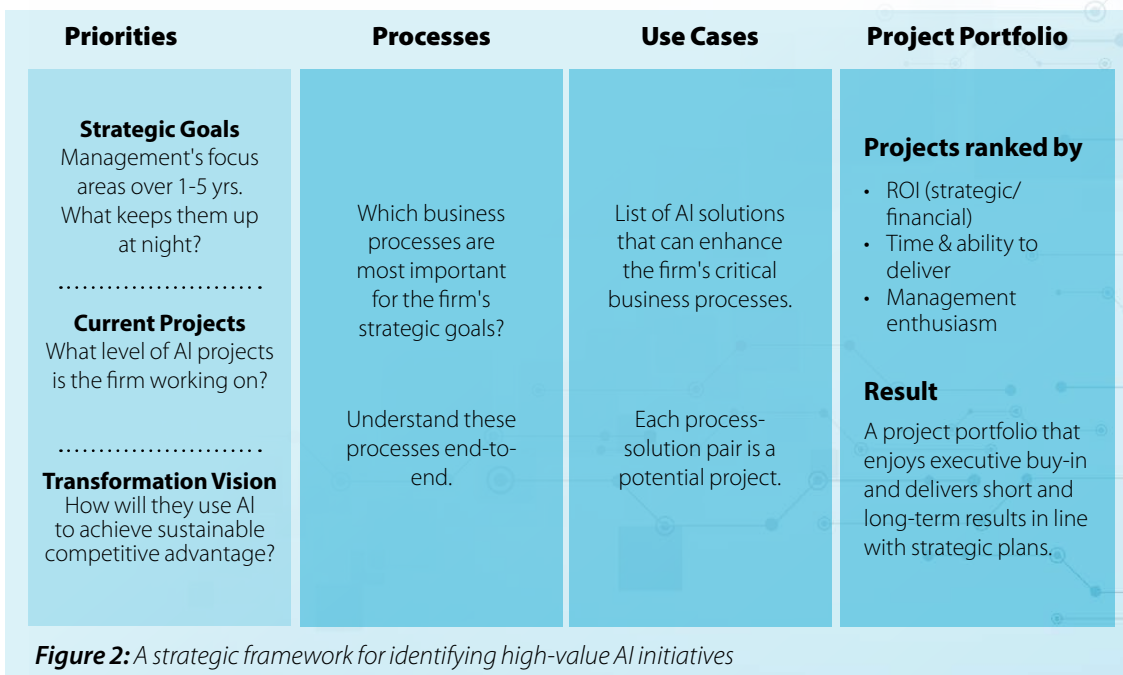 Priorities
Processes
Use Cases
Project Portfolio
Strategic Goals
Management's focus
areas over 1-5 yrs.
What keeps them up
at night?
Current Projects
What level of AI projects
is the firm working on?
Transformation Vision
How will they use AI
to achieve sustainable
competitive advantage?
Which business
processes are
most important
for the firm's
strategic goals?
Understand these
processes end-to-
end.
List of AI solutions
that can enhance
the firm's critical
business processes.
Each process-
solution pair is a
potential project.
Projects ranked by
• ROI (strategic/
financial)
• Time & ability to
deliver
• Management
enthusiasm
Result
A project portfolio that
enjoys executive buy-in
and delivers short and
long-term results in line
with strategic plans.
Figure 2: A strategic framework for identifying high-value AI initiatives